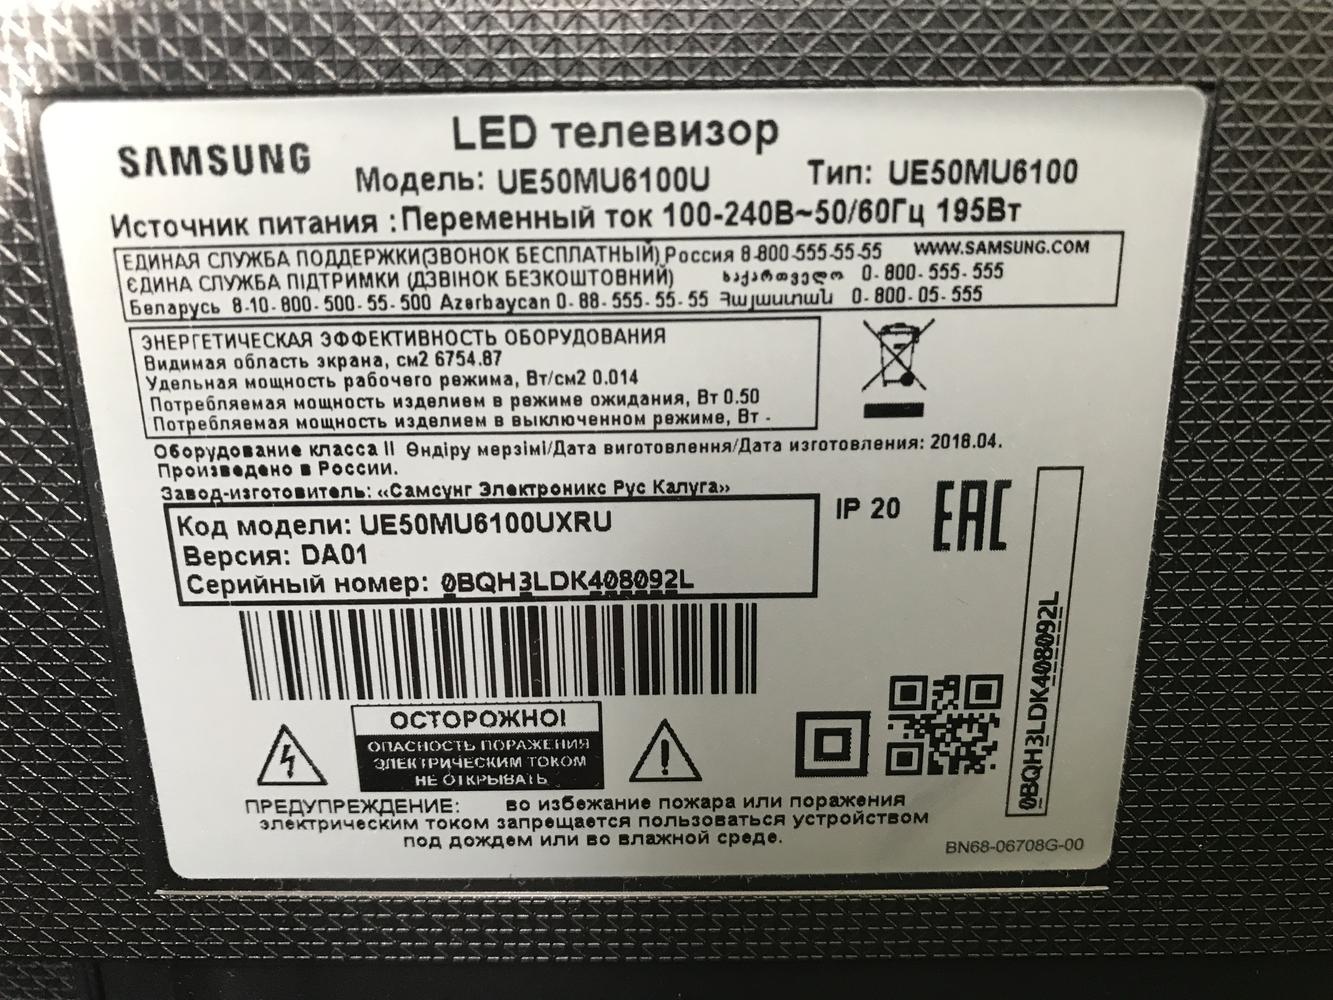 SAMSUNG
LED телевизор
Модель: UE50MU6100U Тип: UE50MU6100
Источник питания : Переменный ток 100-240В~50/60Гц 195Вт
ЕДИНАЯ СЛУЖБА ПОДДЕРЖКИ(ЗВОНОК БЕСПЛАТНЫЙ) Россия 8-800-555-55-55 WWW.SAMSUNG.COM
ЄДИНА СЛУЖБА ПІДТРИМКИ (ДЗВІНОК БЕЗКОШТОВНИЙ) საქართველო 0-800-555-555
Беларусь 8-10-800-500-55-500 Azerbaycan 0-88-555-55-55 Հայաստան 0-800-05-555
ЭНЕРГЕТИЧЕСКАЯ ЭФФЕКТИВНОСТЬ ОБОРУДОВАНИЯ
Видимая область экрана, см2 6754.87
Удельная мощность рабочего режима, Вт/см2 0.014
Потребляемая мощность изделием в режиме ожидания, Вт 0.50
Потребляемая мощность изделием в выключенном режиме, Вт -
Оборудование класса II Өндіру мерзімі/Дата виготовлення/Дата изготовления: 2018.04.
Произведено в России.
Завод-изготовитель: «Самсунг Электроникс Рус Калуга»
Код модели: UE50MU6100UXRU
Версия: DA01
Серийный номер: 0BQH3LDK408092L
IP 20
EAC
0BQH3LDK408092L
ОСТОРОЖНО!
ОПАСНОСТЬ ПОРАЖЕНИЯ
ЭЛЕКТРИЧЕСКИМ ТОКОМ
НЕ ОТКРЫВАТЬ
ПРЕДУПРЕЖДЕНИЕ: во избежание пожара или поражения
электрическим током запрещается пользоваться устройством
под дождем или во влажной среде.
BN68-06708G-00